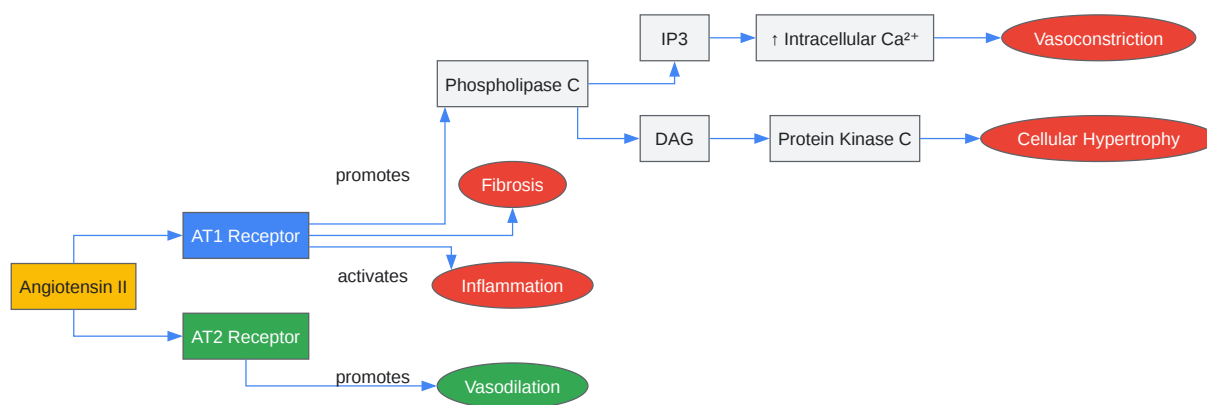 IP3
↑ Intracellular Ca²⁺
Vasoconstriction
Phospholipase C
DAG
Protein Kinase C
Cellular Hypertrophy
promotes
Fibrosis
AT1 Receptor
activates
Inflammation
Angiotensin II
AT2 Receptor
promotes
Vasodilation